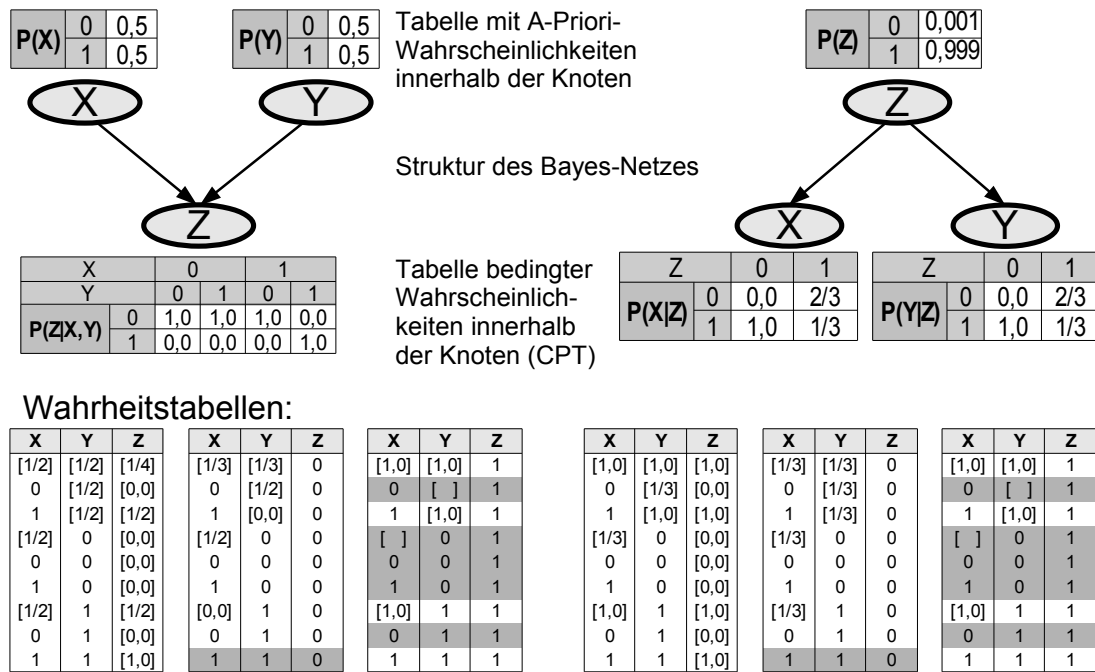 P(X) 0 0,5
1 0,5
P(Y) 0 0,5
1 0,5
Tabelle mit A-Priori-
Wahrscheinlichkeiten
innerhalb der Knoten
P(Z) 0 0,001
1 0,999
X
Y
Z
Struktur des Bayes-Netzes
Z
X
Y
X 0 1
Y 0 1 0 1
P(Z|X,Y) 0 1,0 1,0 1,0 0,0
1 0,0 0,0 0,0 1,0
Tabelle bedingter
Wahrscheinlich-
keiten innerhalb
der Knoten (CPT)
Z 0 1
P(X|Z) 0 0,0 2/3
1 1,0 1/3
Z 0 1
P(Y|Z) 0 0,0 2/3
1 1,0 1/3
Wahrheitstabellen:
X Y Z
[1/2] [1/2] [1/4]
0 [1/2] [0,0]
1 [1/2] [1/2]
[1/2] 0 [0,0]
0 0 [0,0]
1 0 [0,0]
[1/2] 1 [1/2]
0 1 [0,0]
1 1 [1,0]
X Y Z
[1/3] [1/3] 0
0 [1/2] 0
1 [0,0] 0
[1/2] 0 0
0 0 0
1 0 0
[0,0] 1 0
0 1 0
1 1 0
X Y Z
[1,0] [1,0] 1
0 [ ] 1
1 [1,0] 1
[ ] 0 1
0 0 1
1 0 1
[1,0] 1 1
0 1 1
1 1 1
X Y Z
[1,0] [1,0] [1,0]
0 [1/3] [0,0]
1 [1,0] [1,0]
[1/3] 0 [0,0]
0 0 [0,0]
1 0 [0,0]
[1,0] 1 [1,0]
0 1 [0,0]
1 1 [1,0]
X Y Z
[1/3] [1/3] 0
0 [1/3] 0
1 [1/3] 0
[1/3] 0 0
0 0 0
1 0 0
[1/3] 1 0
0 1 0
1 1 0
X Y Z
[1,0] [1,0] 1
0 [ ] 1
1 [1,0] 1
[ ] 0 1
0 0 1
1 0 1
[1,0] 1 1
0 1 1
1 1 1